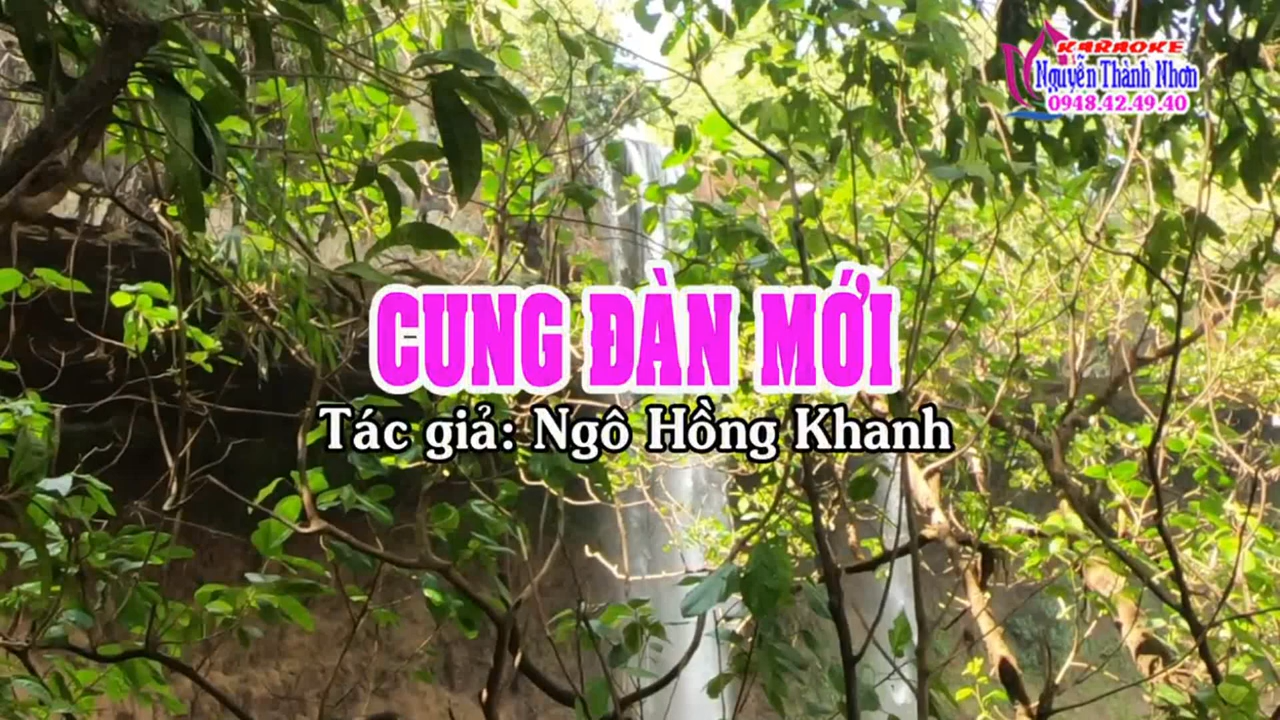 KARAOKE
Nguyễn Thành Nhơn
0948.42.49.40
CUNG ĐÀN MỚI
Tác giả: Ngô Hồng Khanh